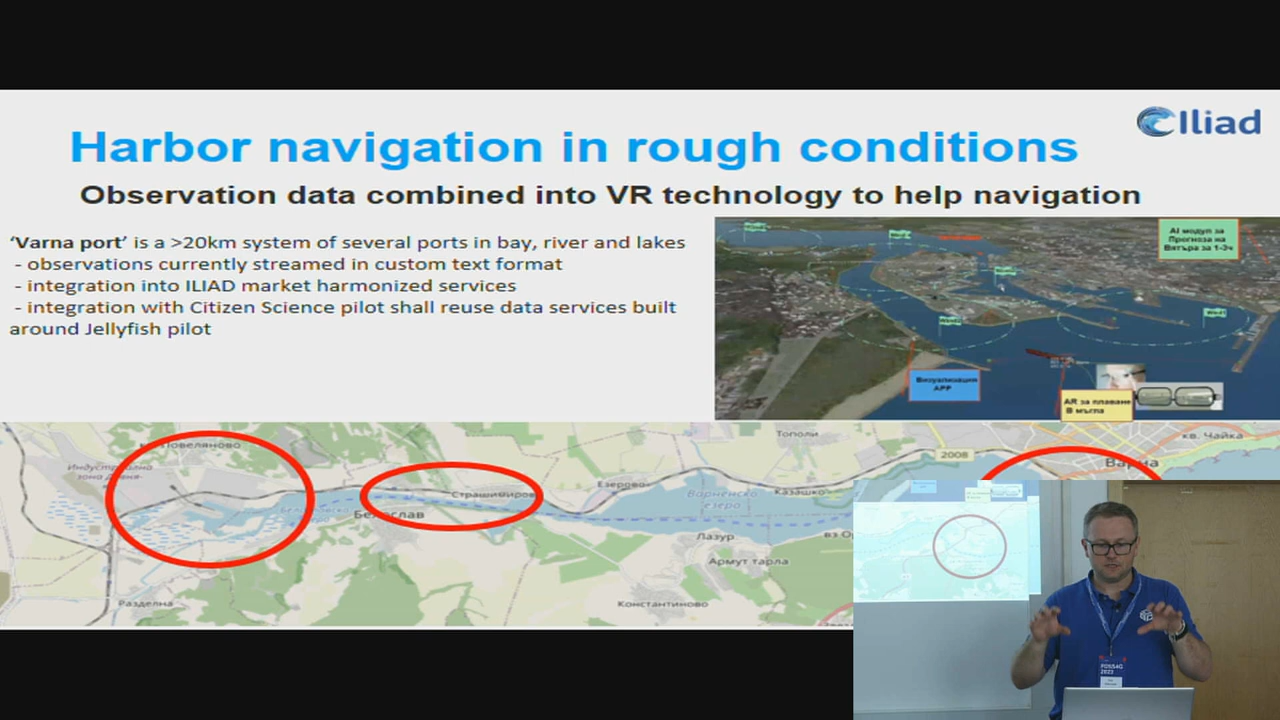 Iliad
Harbor navigation in rough conditions
Observation data combined into VR technology to help navigation
‘Varna port’ is a >20km system of several ports in bay, river and lakes
- observations currently streamed in custom text format
- integration into ILIAD market harmonized services
- integration with Citizen Science pilot shall reuse data services built
around Jellyfish pilot
AI модул за
Прогноза на
Вятъра за 1-3ч
Визуализация
APP
AR за плаване
В мъгла
Повеляново
Индустриална
Тополи
2008
кв. Чайка
Варна
Страшимирово
Езерово
Варненско
езеро
Казашко
Белослав
Лазур
Армут тарла
Разделна
Константиново
FOSS4G
2023